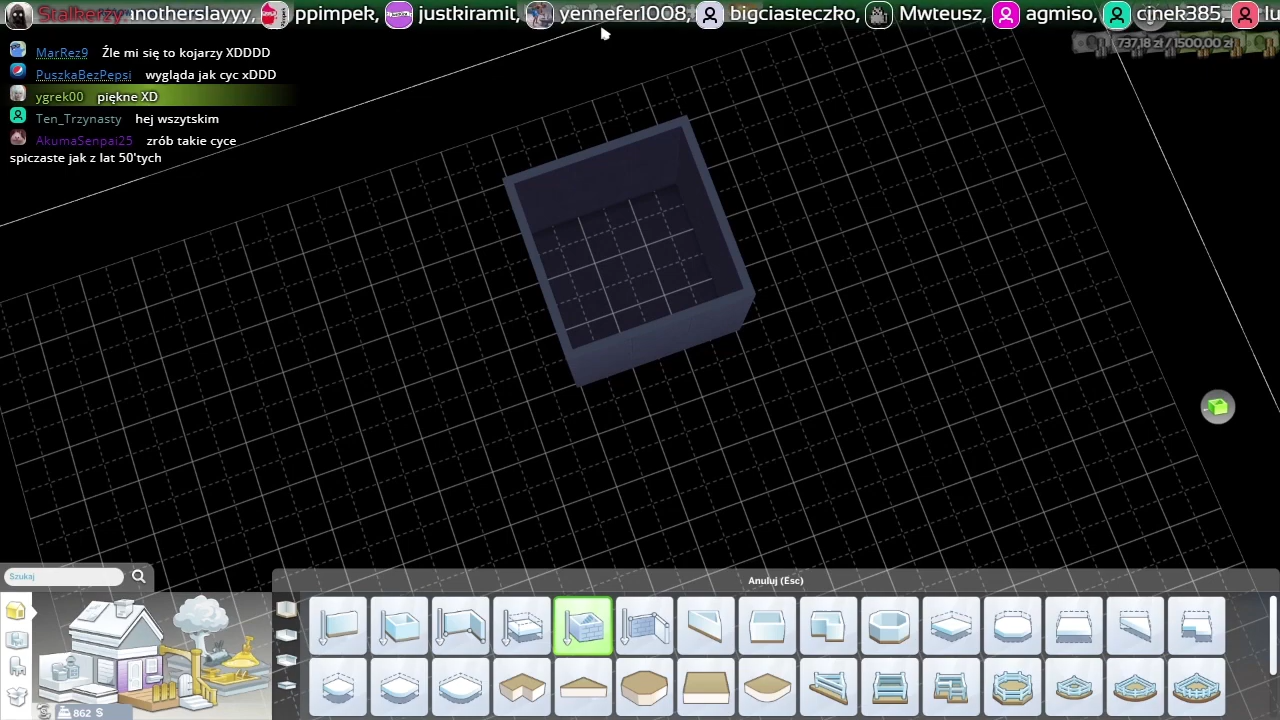 Stalkerzy anotherslayyy, ppimpek, justkiramit, yennefer1008, bigciasteczko, Mwteusz, agmiso, cinek385, lu
737,18 zł / 1500,00 zł
MarRez9 Źle mi się to kojarzy XDDDD
PuszkaBezPepsi wygląda jak cyc xDDD
ygrek00 piękne XD
Ten_Trzynasty hej wszytskim
AkumaSenpai25 zrób takie cyce
spiczaste jak z lat 50'tych
Szukaj
Anuluj (Esc)
862 $